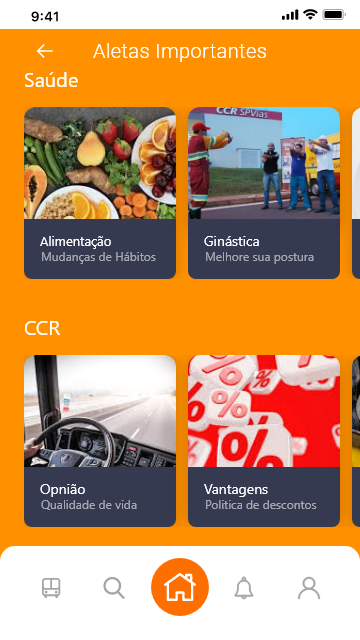 9:41
Aletas Importantes
Saúde
CCR SPVias
Alimentação
Mudanças de Hábitos
Ginástica
Melhore sua postura
CCR
Opnião
Qualidade de vida
Vantagens
Politica de descontos